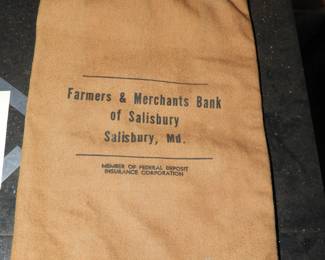 Farmers & Merchants Bank
of Salisbury
Salisbury, Md.
MEMBER OF FEDERAL DEPOSIT
INSURANCE CORPORATION